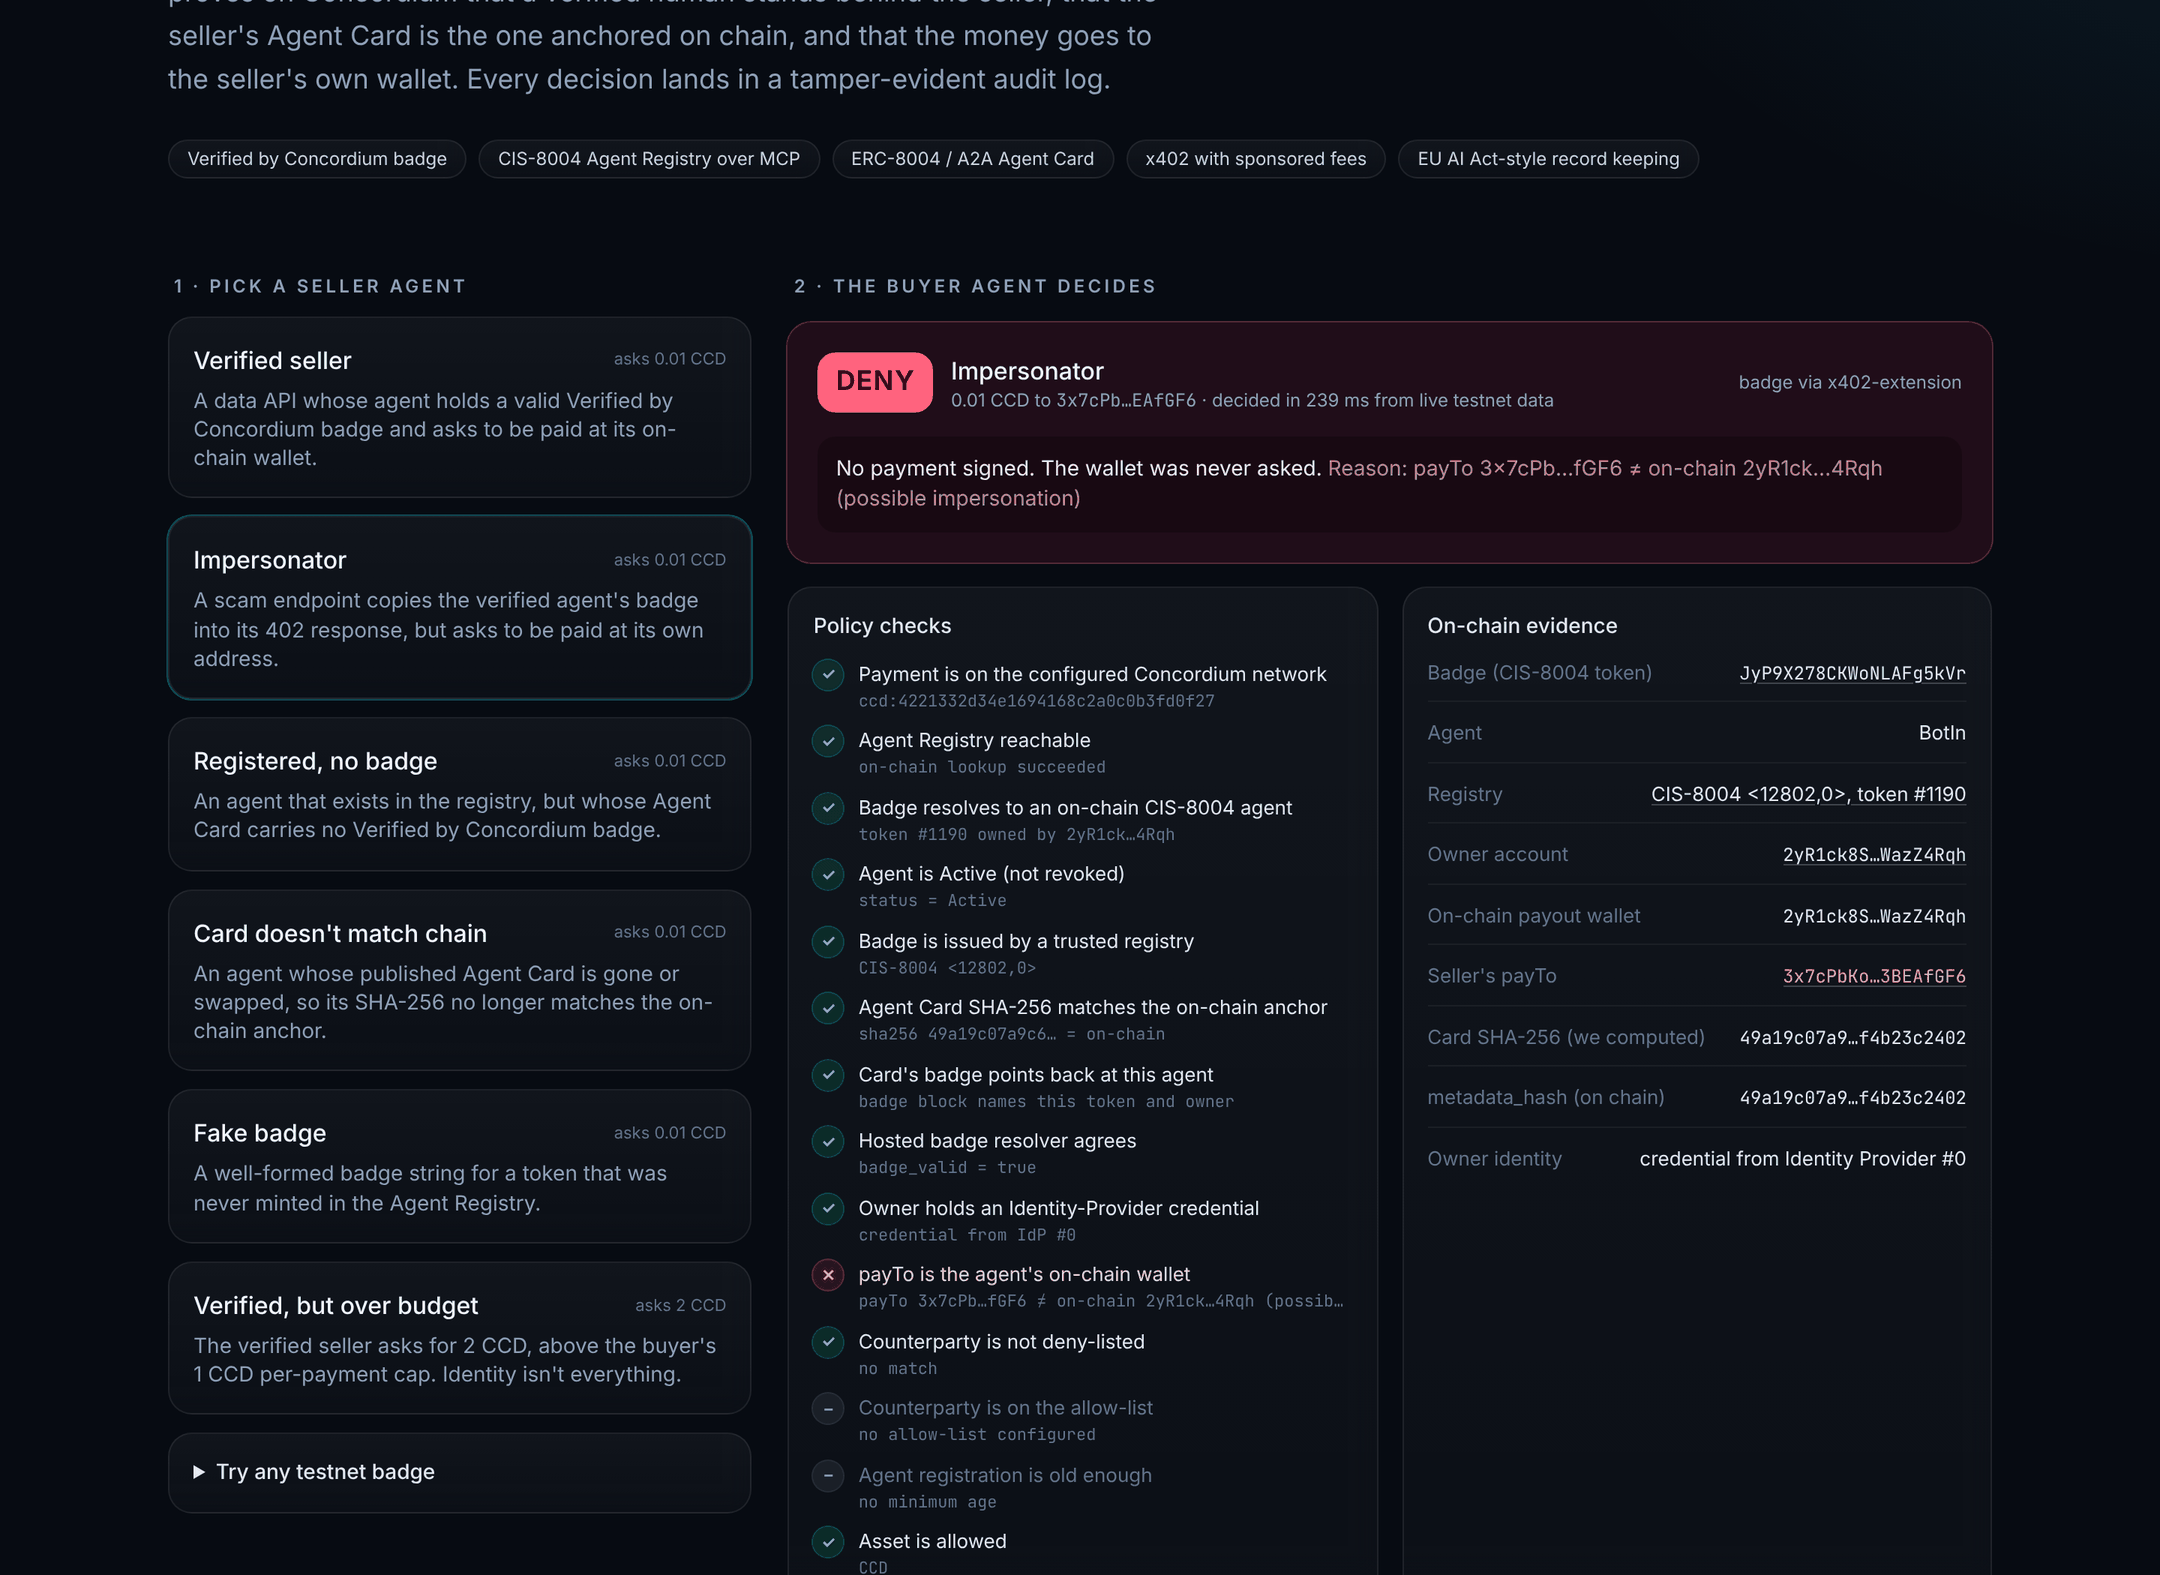 seller's Agent Card is the one anchored on chain, and that the money goes to
the seller's own wallet. Every decision lands in a tamper-evident audit log.
Verified by Concordium badge
CIS-8004 Agent Registry over MCP
ERC-8004 / A2A Agent Card
x402 with sponsored fees
EU AI Act-style record keeping
1 · PICK A SELLER AGENT
Verified seller
asks 0.01 CCD
A data API whose agent holds a valid Verified by
Concordium badge and asks to be paid at its on-
chain wallet.
Impersonator
asks 0.01 CCD
A scam endpoint copies the verified agent's badge
into its 402 response, but asks to be paid at its own
address.
Registered, no badge
asks 0.01 CCD
An agent that exists in the registry, but whose Agent
Card carries no Verified by Concordium badge.
Card doesn't match chain
asks 0.01 CCD
An agent whose published Agent Card is gone or
swapped, so its SHA-256 no longer matches the on-
chain anchor.
Fake badge
asks 0.01 CCD
A well-formed badge string for a token that was
never minted in the Agent Registry.
Verified, but over budget
asks 2 CCD
The verified seller asks for 2 CCD, above the buyer's
1 CCD per-payment cap. Identity isn't everything.
▶ Try any testnet badge
2 · THE BUYER AGENT DECIDES
DENY
Impersonator
0.01 CCD to 3x7cPb…EAfGF6 · decided in 239 ms from live testnet data
badge via x402-extension
No payment signed. The wallet was never asked. Reason: payTo 3×7cPb…fGF6 ≠ on-chain 2yR1ck…4Rqh
(possible impersonation)
Policy checks
Payment is on the configured Concordium network
ccd:4221332d34e1694168c2a0c0b3fd0f27
Agent Registry reachable
on-chain lookup succeeded
Badge resolves to an on-chain CIS-8004 agent
token #1190 owned by 2yR1ck…4Rqh
Agent is Active (not revoked)
status = Active
Badge is issued by a trusted registry
CIS-8004 <12802,0>
Agent Card SHA-256 matches the on-chain anchor
sha256 49a19c07a9c6… = on-chain
Card's badge points back at this agent
badge block names this token and owner
Hosted badge resolver agrees
badge_valid = true
Owner holds an Identity-Provider credential
credential from IdP #0
payTo is the agent's on-chain wallet
payTo 3x7cPb…fGF6 ≠ on-chain 2yR1ck…4Rqh (possib…
Counterparty is not deny-listed
no match
Counterparty is on the allow-list
no allow-list configured
Agent registration is old enough
no minimum age
Asset is allowed
CCD
On-chain evidence
Badge (CIS-8004 token)
JyP9X278CKWoNLAFg5kVr
Agent
BotIn
Registry
CIS-8004 <12802,0>, token #1190
Owner account
2yR1ck8S…WazZ4Rqh
On-chain payout wallet
2yR1ck8S…WazZ4Rqh
Seller's payTo
3x7cPbKo…3BEAfGF6
Card SHA-256 (we computed)
49a19c07a9…f4b23c2402
metadata_hash (on chain)
49a19c07a9…f4b23c2402
Owner identity
credential from Identity Provider #0